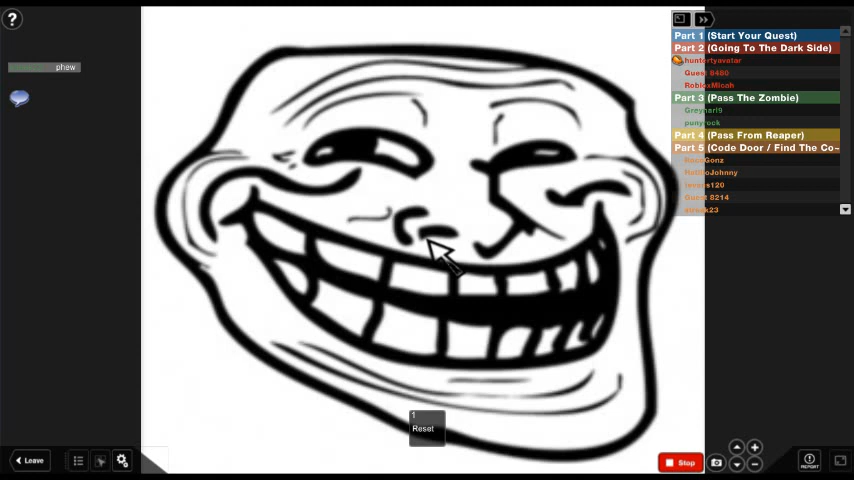 ?
phew
Part 1 (Start Your Quest)
Part 2 (Going To The Dark Side)
huntertyavatar
Guest 8480
RobloxMicah
Part 3 (Pass The Zombie)
punyrock
Part 4 (Pass From Reaper)
Part 5 (Code Door / Find The Co~
Guest 8214
1
Reset
Leave
Stop
REPORT